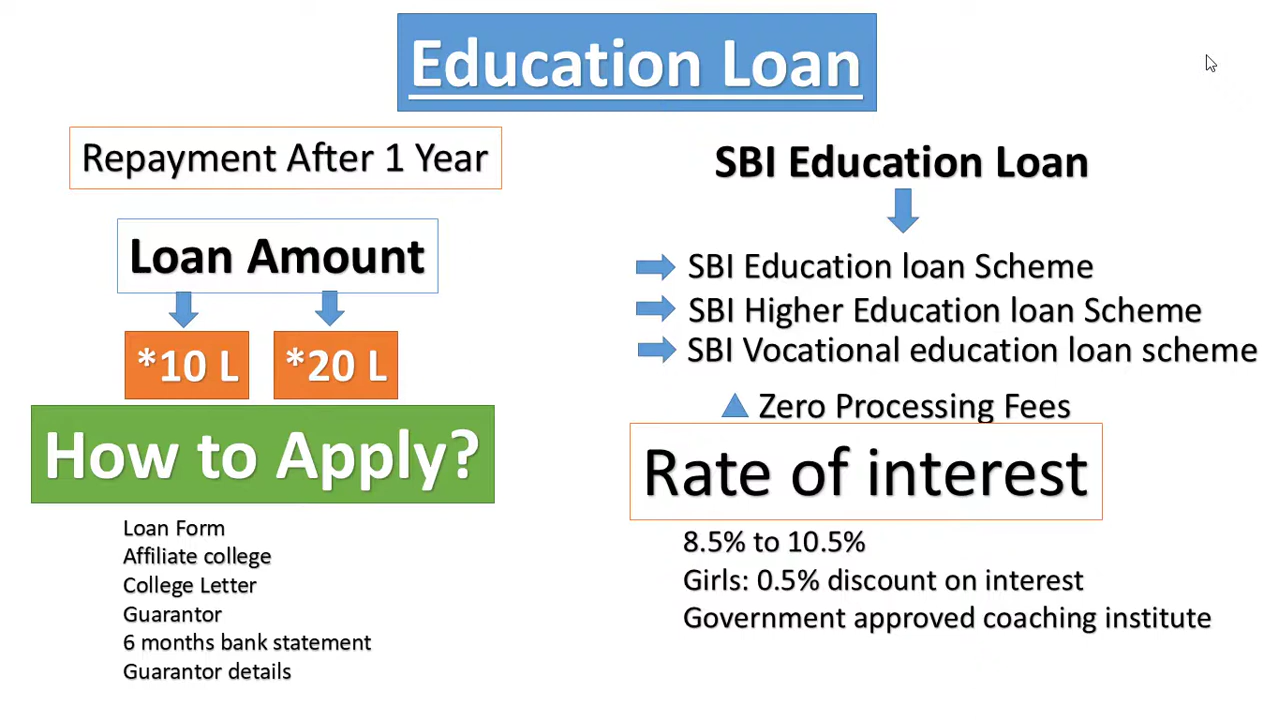 Education Loan
Repayment After 1 Year
Loan Amount
*10 L
*20 L
How to Apply?
Loan Form
Affiliate college
College Letter
Guarantor
6 months bank statement
Guarantor details
SBI Education Loan
SBI Education loan Scheme
SBI Higher Education loan Scheme
SBI Vocational education loan scheme
Zero Processing Fees
Rate of interest
8.5% to 10.5%
Girls: 0.5% discount on interest
Government approved coaching institute